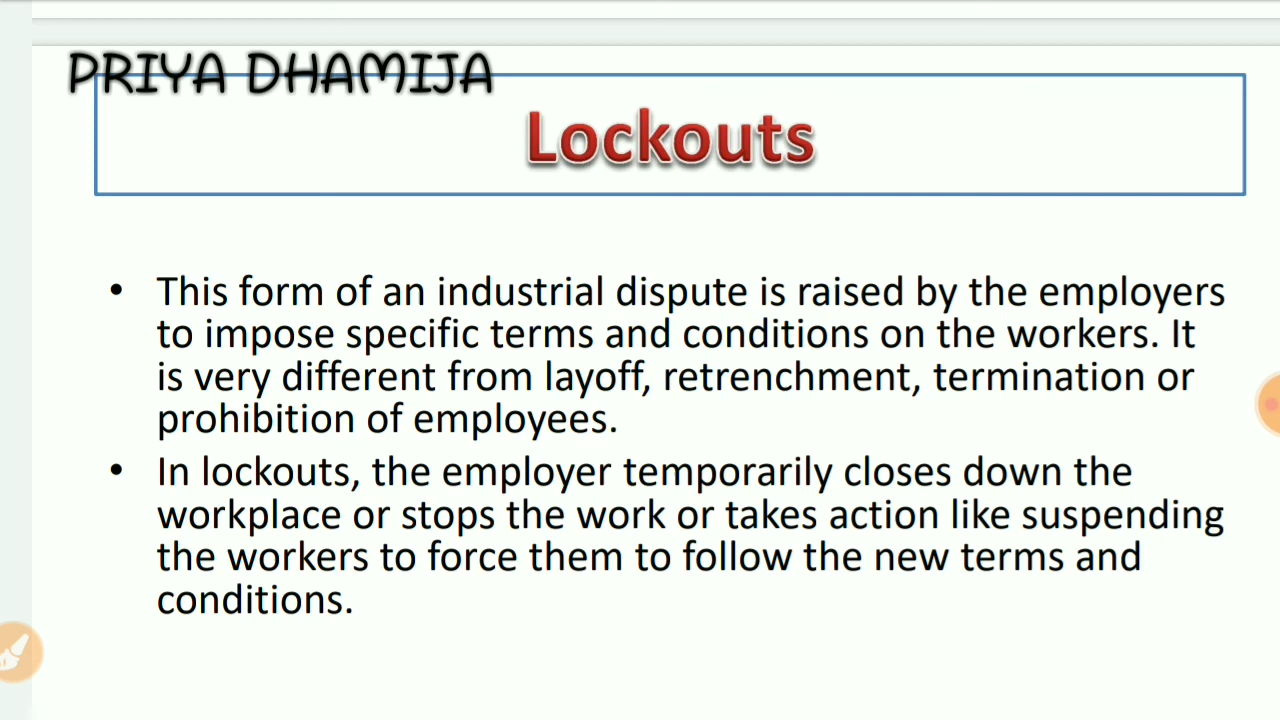 PRIYA DHAMIJA
Lockouts
• This form of an industrial dispute is raised by the employers
to impose specific terms and conditions on the workers. It
is very different from layoff, retrenchment, termination or
prohibition of employees.
• In lockouts, the employer temporarily closes down the
workplace or stops the work or takes action like suspending
the workers to force them to follow the new terms and
conditions.